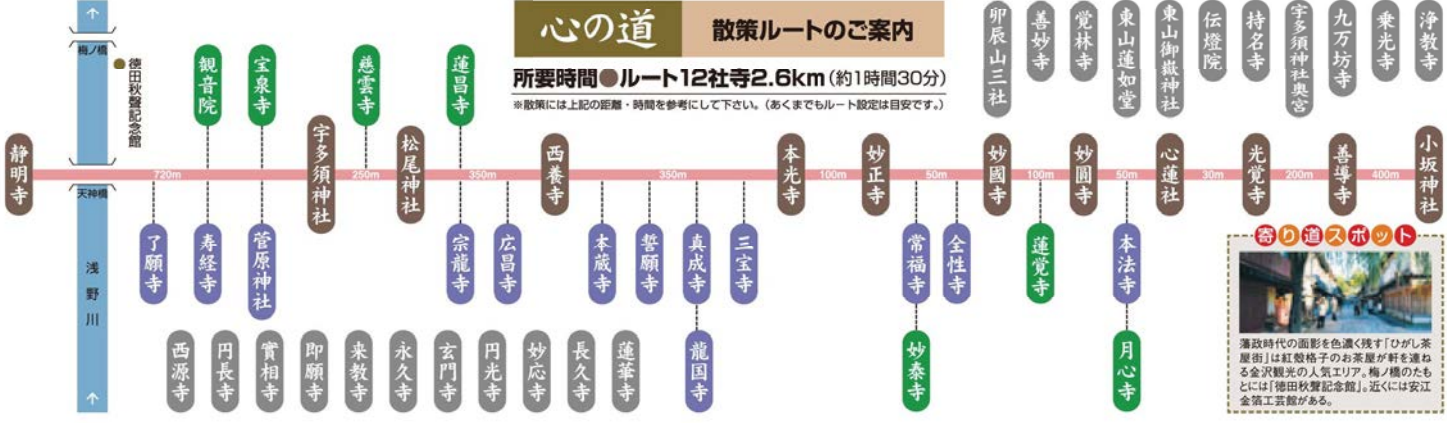 心の道
散策ルートのご案内
所要時間●ルート12社寺2.6km(約1時間30分)
※散策には上記の距離・時間を参考にして下さい。(あくまでもルート設定は目安です。)
↑
梅ノ橋
徳田秋聲記念館
天神橋
浅野川
↑
観音院
宝泉寺
慈雲寺
蓮昌寺
卯辰山三社
善妙寺
覚林寺
東山蓮如堂
東山御嶽神社
伝燈院
持名寺
宇多須神社奥宮
九万坊寺
乗光寺
浄教寺
静明寺
720m
宇多須神社
250m
松尾神社
350m
西養寺
350m
本光寺
100m
妙正寺
50m
妙國寺
100m
妙圓寺
50m
心蓮社
30m
光覚寺
200m
善導寺
400m
小坂神社
了願寺
寿経寺
菅原神社
宗龍寺
広昌寺
本蔵寺
誓願寺
真成寺
三宝寺
常福寺
全性寺
蓮覚寺
本法寺
西源寺
円長寺
實相寺
即願寺
来教寺
永久寺
玄門寺
円光寺
妙応寺
長久寺
蓮華寺
龍国寺
妙泰寺
月心寺
寄り道スポット
藩政時代の面影を色濃く残す「ひがし茶
屋街」は紅殻格子のお茶屋が軒を連ね
る金沢観光の人気エリア。梅ノ橋のたも
とには「徳田秋聲記念館」。近くには安江
金箔工芸館がある。